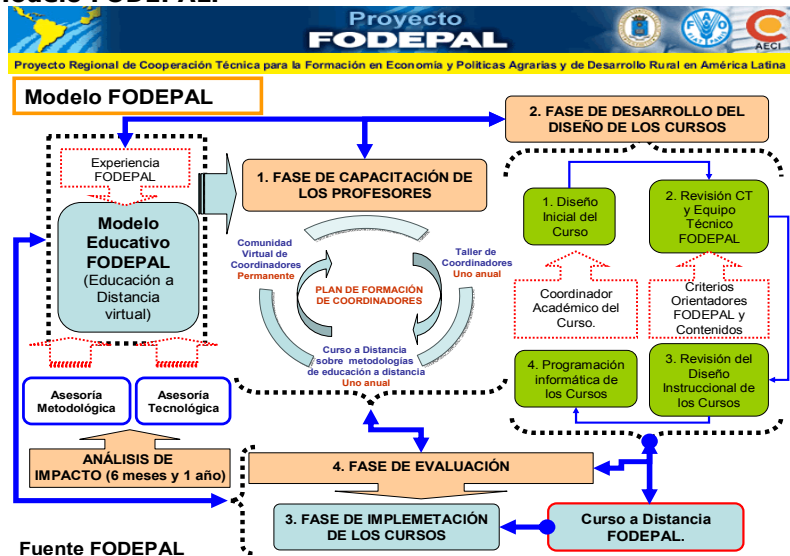 Modelo FODEPAL.
Proyecto
FODEPAL
FAO
FIAT PANIS
AECI
Proyecto Regional de Cooperación Técnica para la Formación en Economía y Políticas Agrarias y de Desarrollo Rural en América Latina
Modelo FODEPAL
2. FASE DE DESARROLLO DEL
DISEÑO DE LOS CURSOS
Experiencia
FODEPAL
Modelo
Educativo
FODEPAL
(Educación a
Distancia
virtual)
Asesoría
Metodológica
Asesoría
Tecnológica
ANÁLISIS DE
IMPACTO (6 meses y 1 año)
1. FASE DE CAPACITACIÓN DE
LOS PROFESORES
Comunidad
Virtual de
Coordinadores
Permanente
Taller de
Coordinadores
Uno anual
PLAN DE FORMACIÓN
DE COORDINADORES
Curso a Distancia
sobre metodologías
de educación a distancia
Uno anual
1. Diseño
Inicial del
Curso
2. Revisión CT
y Equipo
Técnico
FODEPAL
Coordinador
Académico del
Curso.
Criterios
Orientadores
FODEPAL y
Contenidos
4. Programación
informática de
los Cursos
3. Revisión del
Diseño
Instruccional de
los Cursos
4. FASE DE EVALUACIÓN
3. FASE DE IMPLEMETACIÓN
DE LOS CURSOS
Curso a Distancia
FODEPAL.
Fuente FODEPAL